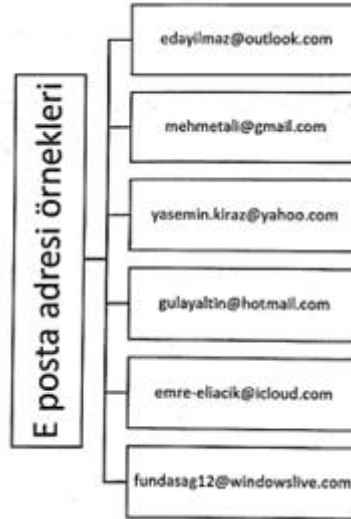 E posta adresi örnekleri
edayilmaz@outlook.com
mehmetali@gmail.com
yasemin.kiraz@yahoo.com
gulayaltin@hotmail.com
emre-eliacik@icloud.com
fundasag12@windowslive.com